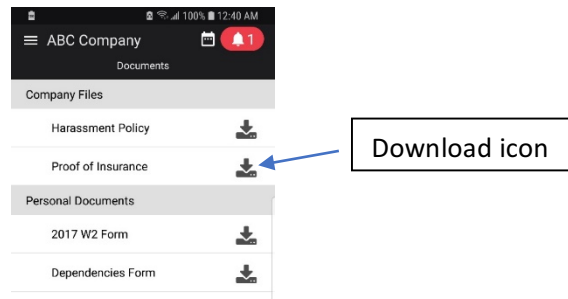 100% 12:40 AM
ABC Company 1
Documents
Company Files
Harassment Policy
Proof of Insurance
Download icon
Personal Documents
2017 W2 Form
Dependencies Form